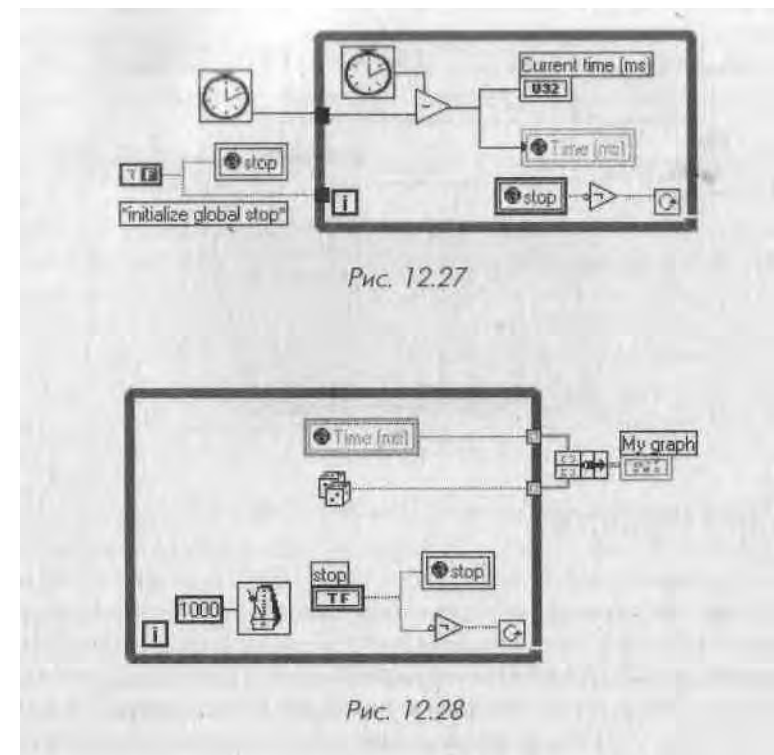 Current time (ms)
U32
stop
Time (ms)
T F
"initialize global stop"
i
stop
Рис. 12.27
Time (ms)
My graph
stop
stop
TF
1000
i
Рис. 12.28